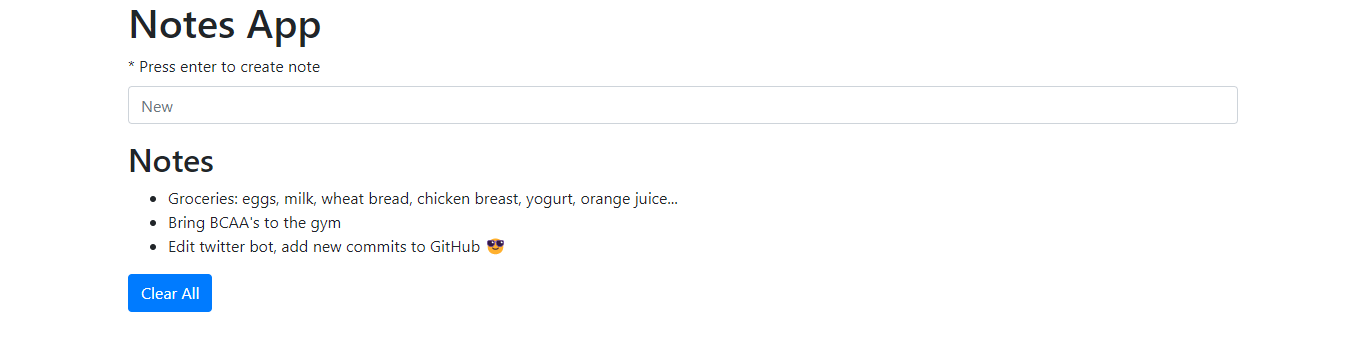 Notes App
* Press enter to create note
New
Notes
Groceries: eggs, milk, wheat bread, chicken breast, yogurt, orange juice...
Bring BCAA's to the gym
Edit twitter bot, add new commits to GitHub 😎
Clear All